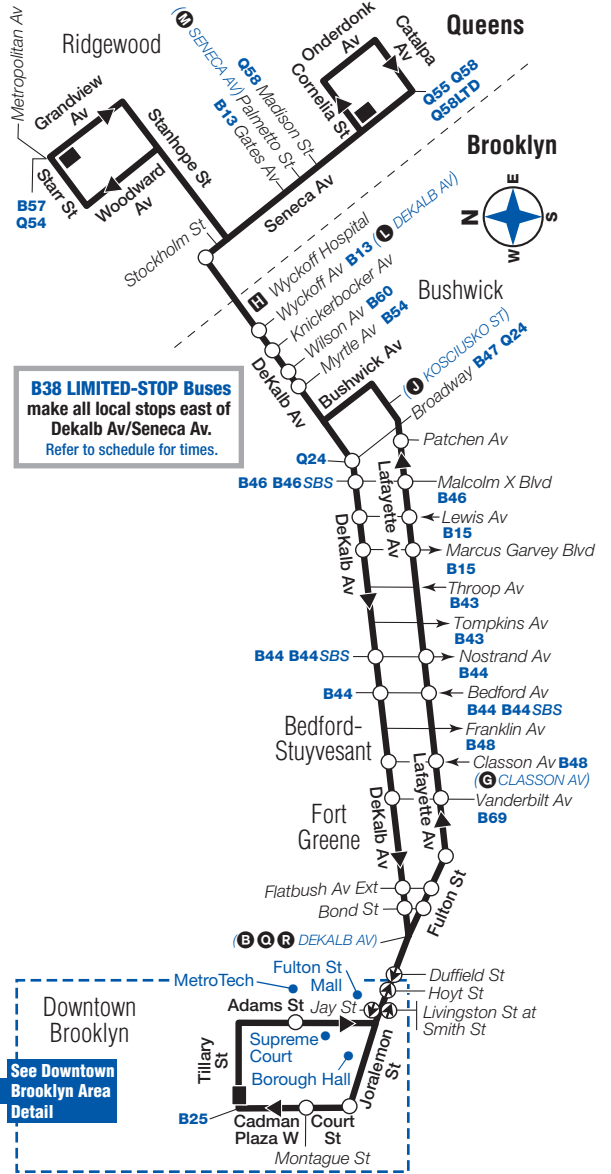 Queens
Ridgewood
Metropolitan Av
Grandview
Av
Stanhope St
Woodward
Av
Starr St
B57
Q54
Stockholm St
(M SENECA AV)
Q58 Madison St
Palmetto St
B13 Gates Av
Seneca Av
Onderdonk
Av
Catalpa
Av
Cornelia St
Q55 Q58
Q58LTD
Brooklyn
N
E
S
W
H Wyckoff Hospital
Wyckoff Av B13 (L DEKALB AV)
Knickerbocker Av
Wilson Av B60
Myrtle Av B54
Bushwick
DeKalb Av
Bushwick Av
(J KOSCIUSKO ST)
Broadway B47 Q24
B38 LIMITED-STOP Buses
make all local stops east of
Dekalb Av/Seneca Av.
Refer to schedule for times.
Patchen Av
Q24
B46 B46SBS
Malcolm X Blvd
B46
Lafayette Av
DeKalb Av
Lewis Av
B15
Marcus Garvey Blvd
B15
Throop Av
B43
Tompkins Av
B43
B44 B44SBS
Nostrand Av
B44
B44
Bedford Av
B44 B44SBS
Bedford-
Stuyvesant
Franklin Av
B48
Classon Av B48
(G CLASSON AV)
Lafayette Av
DeKalb Av
Vanderbilt Av
B69
Fort
Greene
Flatbush Av Ext
Bond St
Fulton St
(B Q R DEKALB AV)
Duffield St
Hoyt St
Livingston St at
Smith St
MetroTech
Fulton St
Mall
Downtown
Brooklyn
Adams St
Jay St
Tillary
St
Supreme
Court
Borough Hall
Joralemon
St
See Downtown
Brooklyn Area
Detail
B25
Cadman
Plaza W
Court
St
Montague St